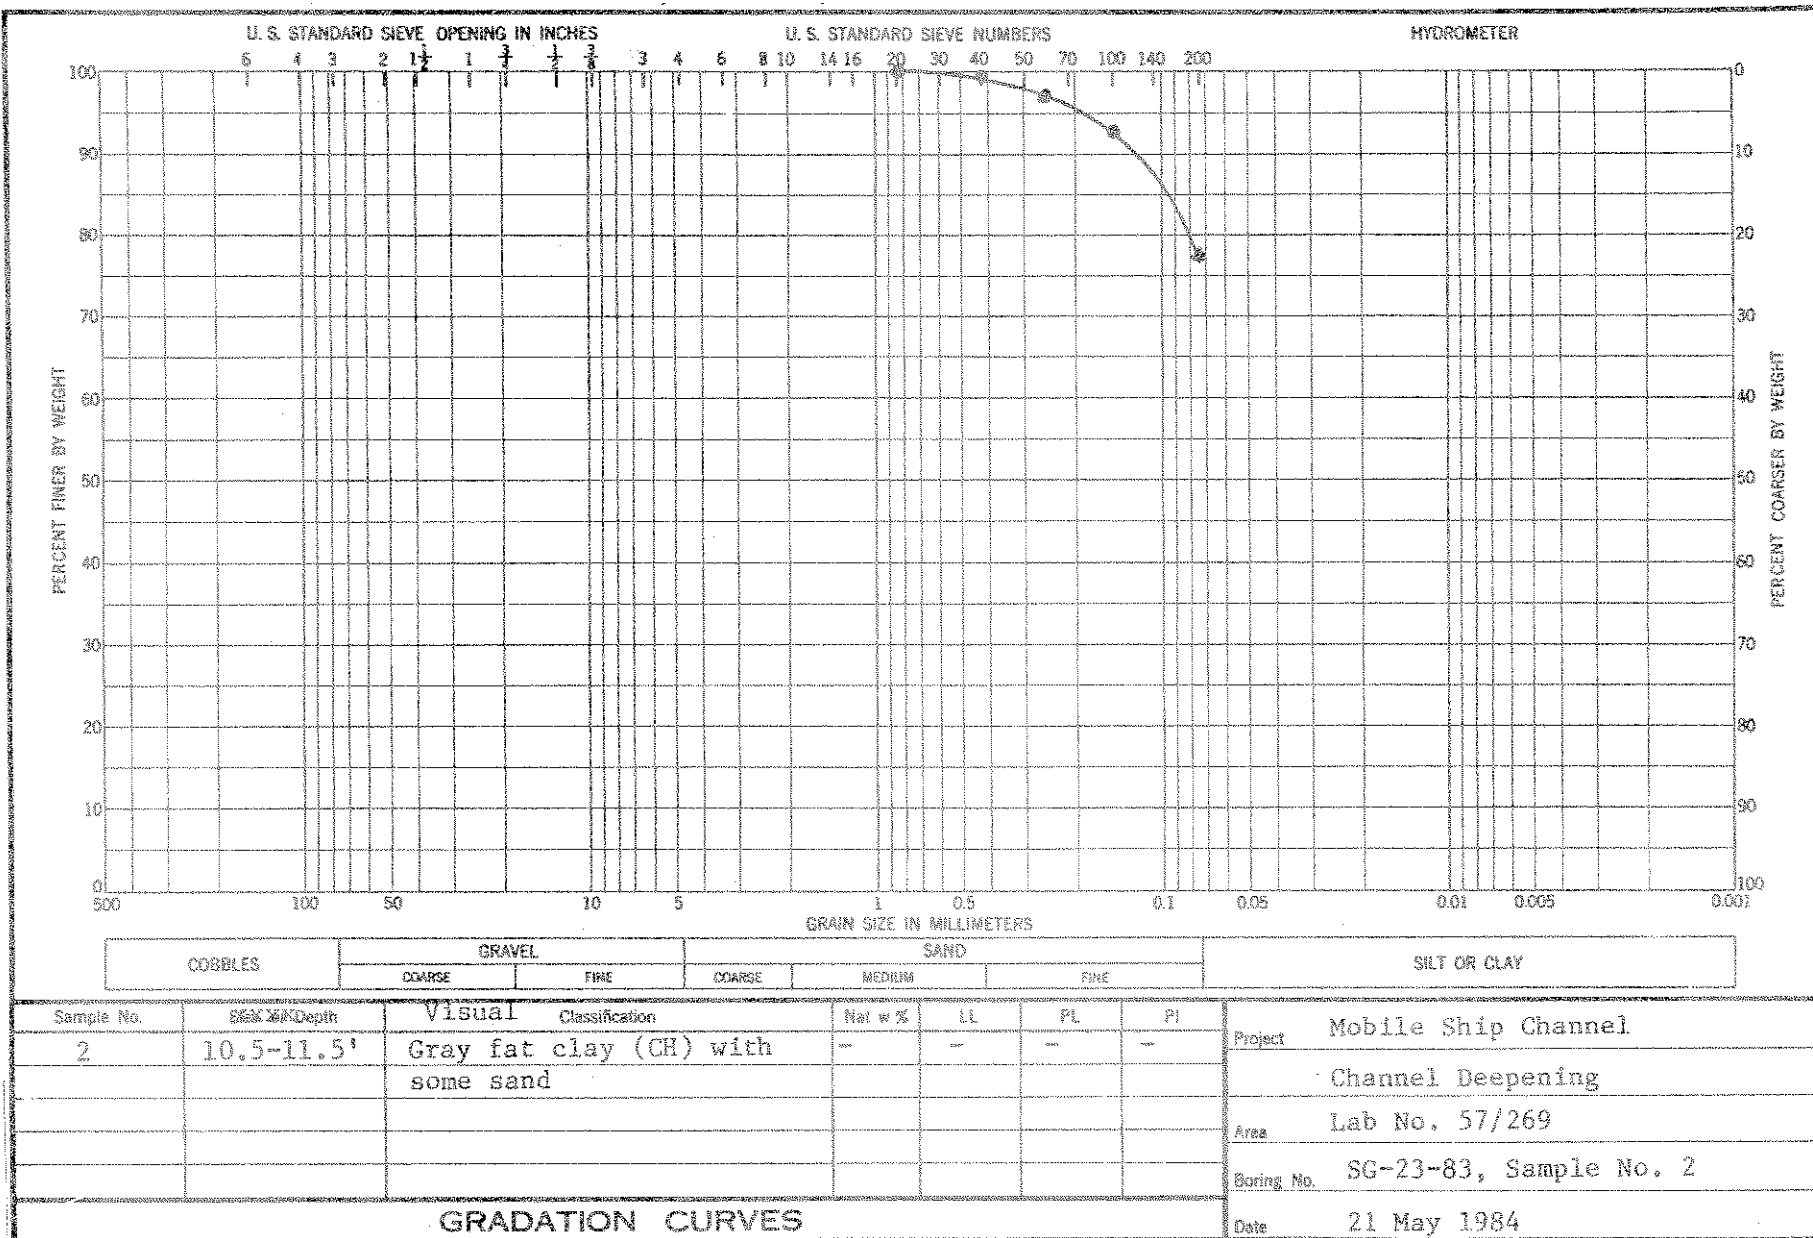 U. S. STANDARD SIEVE OPENING IN INCHES
U. S. STANDARD SIEVE NUMBERS
HYDROMETER
6 4 3 2 1 1/2 1 3/4 1/2 3/8 3 4 6 8 10 14 16 20 30 40 50 70 100 140 200
100 0
90 10
80 20
70 30
60 40
50 50
40 60
30 70
20 80
10 90
0 100
PERCENT FINER BY WEIGHT
PERCENT COARSER BY WEIGHT
500 100 50 10 5 1 0.5 0.1 0.05 0.01 0.005 0.001
GRAIN SIZE IN MILLIMETERS
COBBLES GRAVEL SAND SILT OR CLAY
COARSE FINE COARSE MEDIUM FINE
Sample No. Depth Visual Classification Nat w % LL PL PI
2 10.5-11.5' Gray fat clay (CH) with - - - -
some sand
Project Mobile Ship Channel
Channel Deepening
Area Lab No. 57/269
Boring No. SG-23-83, Sample No. 2
GRADATION CURVES
Date 21 May 1984